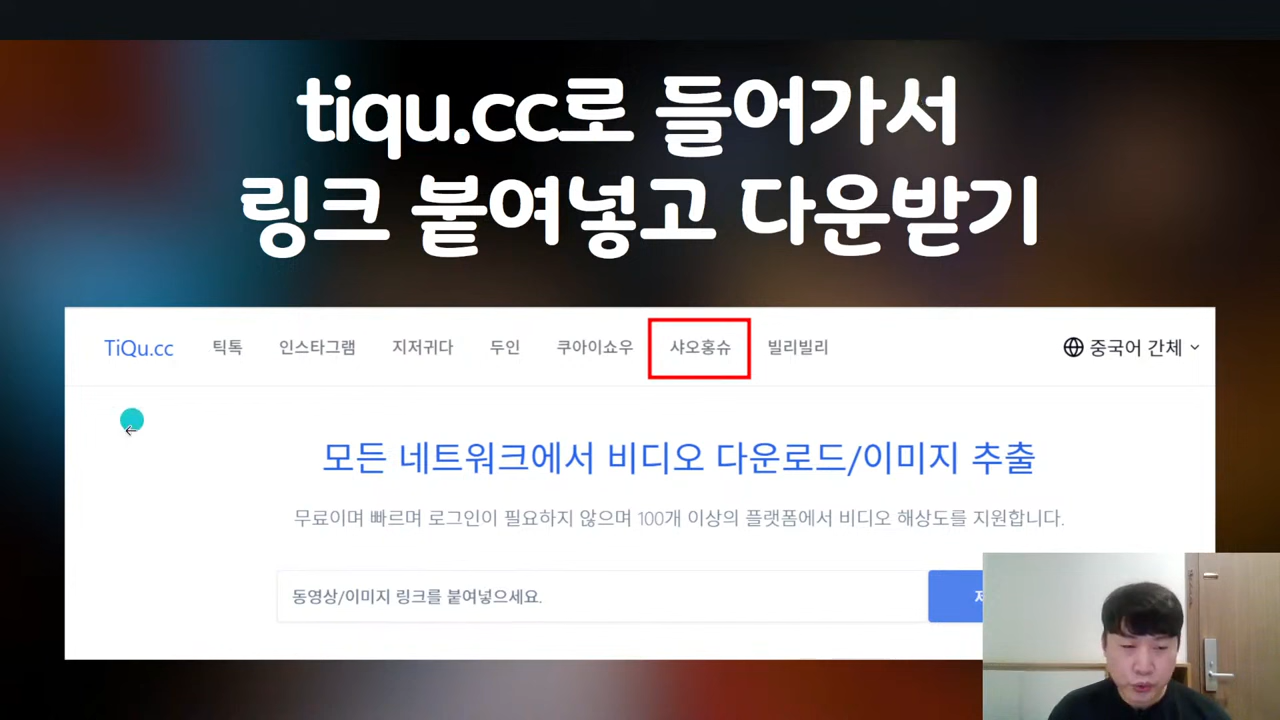 tiqu.cc로 들어가서
링크 붙여넣고 다운받기
TiQu.cc 틱톡 인스타그램 지저귀다 두인 쿠아이쇼우 샤오홍슈 빌리빌리 중국어 간체
모든 네트워크에서 비디오 다운로드/이미지 추출
무료이며 빠르며 로그인이 필요하지 않으며 100개 이상의 플랫폼에서 비디오 해상도를 지원합니다.
동영상/이미지 링크를 붙여넣으세요.